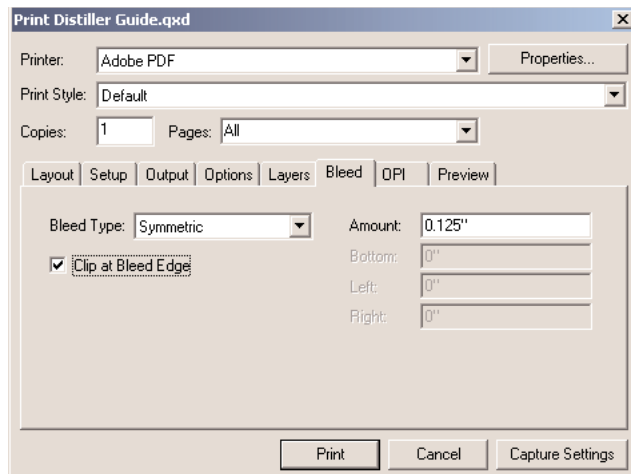 Print Distiller Guide.qxd
Printer: Adobe PDF Properties...
Print Style: Default
Copies: 1 Pages: All
Layout Setup Output Options Layers Bleed OPI Preview
Bleed Type: Symmetric Amount: 0.125"
Clip at Bleed Edge Bottom: 0"
Left: 0"
Right: 0"
Print Cancel Capture Settings